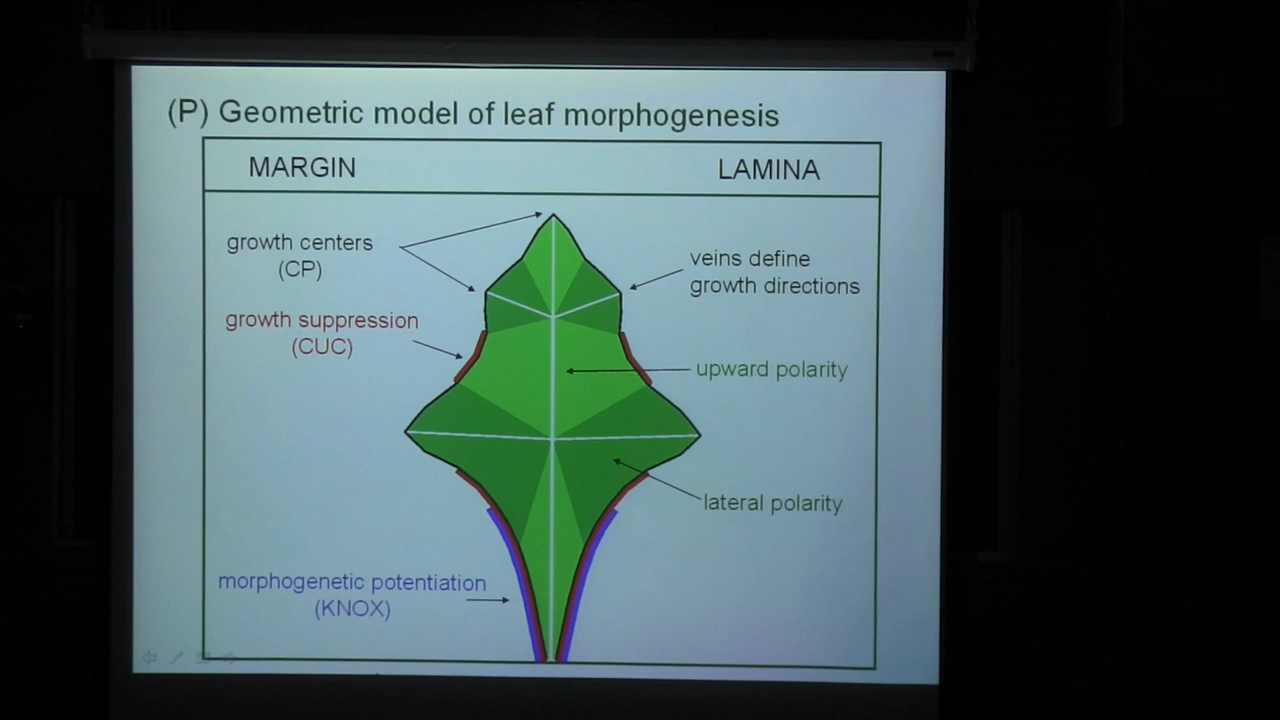 (P) Geometric model of leaf morphogenesis
MARGIN
LAMINA
growth centers
(CP)
growth suppression
(CUC)
morphogenetic potentiation
(KNOX)
veins define
growth directions
upward polarity
lateral polarity